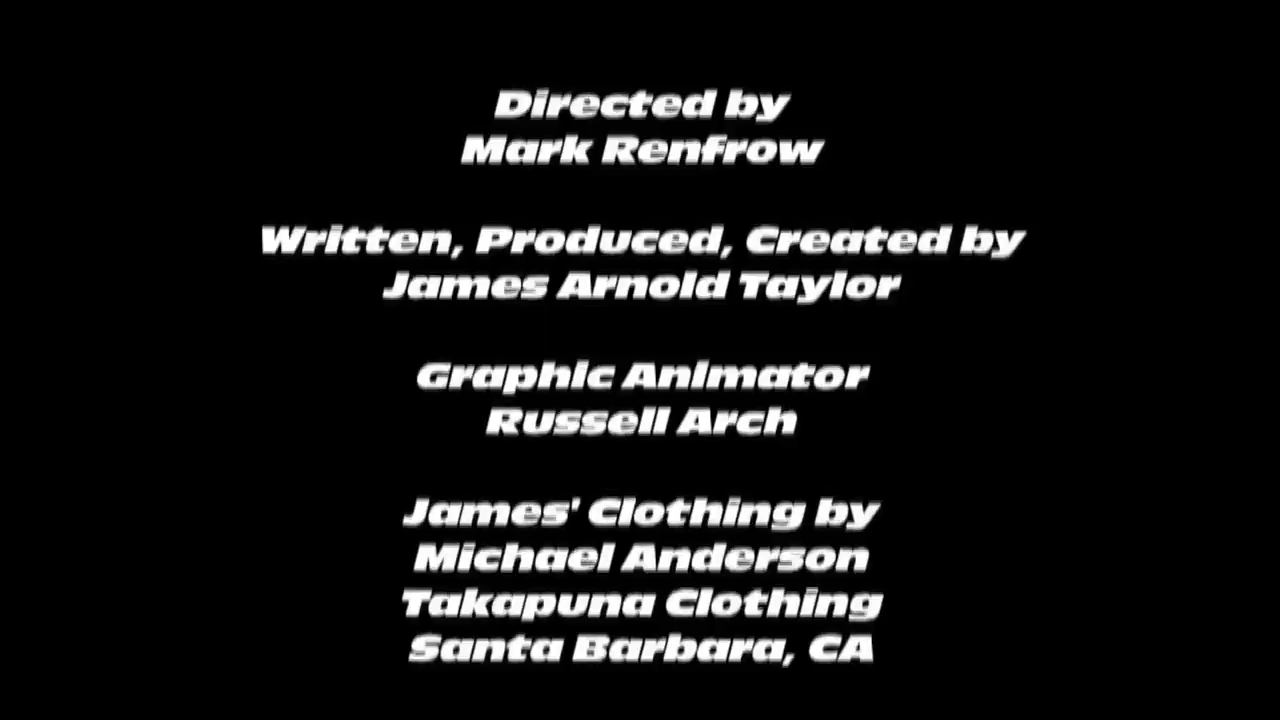 Directed by
Mark Renfrow
Written, Produced, Created by
James Arnold Taylor
Graphic Animator
Russell Arch
James' Clothing by
Michael Anderson
Takapuna Clothing
Santa Barbara, CA